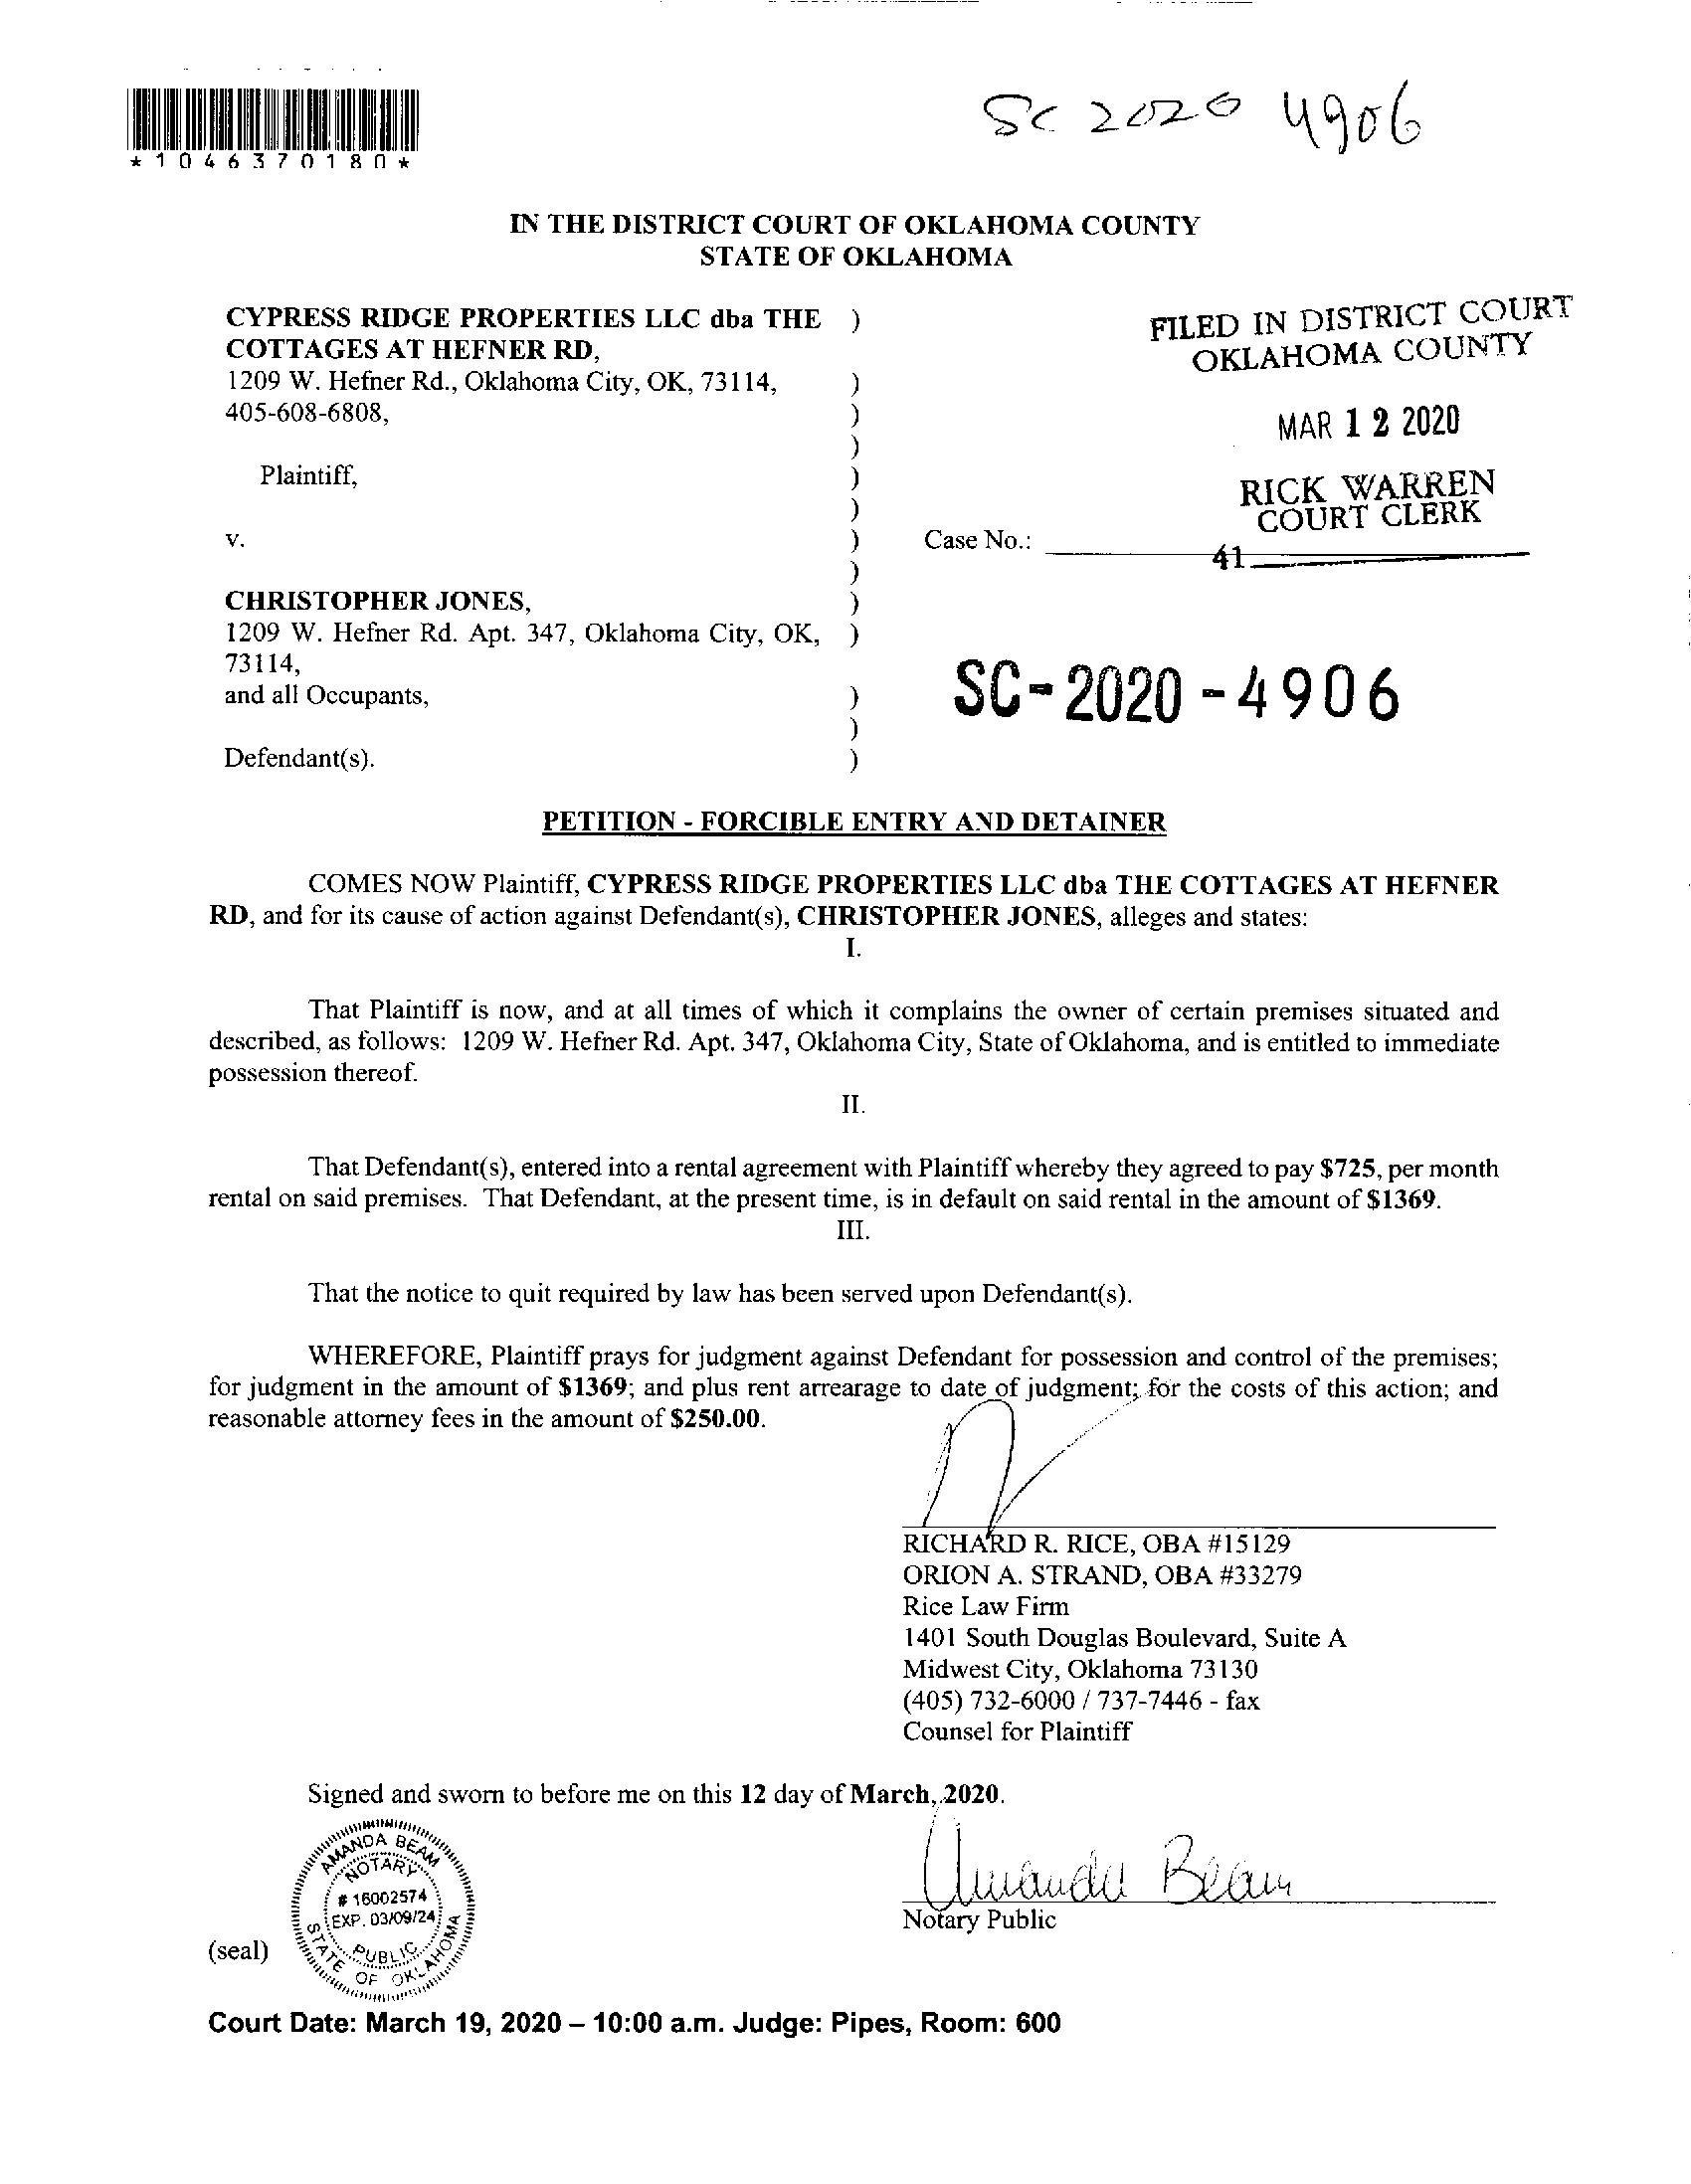 SC 2020 4906
*1046370180*
IN THE DISTRICT COURT OF OKLAHOMA COUNTY
STATE OF OKLAHOMA
CYPRESS RIDGE PROPERTIES LLC dba THE )
COTTAGES AT HEFNER RD,
1209 W. Hefner Rd., Oklahoma City, OK, 73114, )
405-608-6808, )
)
Plaintiff, )
)
v. )
)
CHRISTOPHER JONES, )
1209 W. Hefner Rd. Apt. 347, Oklahoma City, OK, )
73114,
and all Occupants, )
)
Defendant(s). )
FILED IN DISTRICT COURT
OKLAHOMA COUNTY
MAR 12 2020
RICK WARREN
COURT CLERK
Case No.:
41
SC-2020-4906
PETITION - FORCIBLE ENTRY AND DETAINER
COMES NOW Plaintiff, CYPRESS RIDGE PROPERTIES LLC dba THE COTTAGES AT HEFNER
RD, and for its cause of action against Defendant(s), CHRISTOPHER JONES, alleges and states:
I.
That Plaintiff is now, and at all times of which it complains the owner of certain premises situated and
described, as follows: 1209 W. Hefner Rd. Apt. 347, Oklahoma City, State of Oklahoma, and is entitled to immediate
possession thereof.
II.
That Defendant(s), entered into a rental agreement with Plaintiff whereby they agreed to pay $725, per month
rental on said premises. That Defendant, at the present time, is in default on said rental in the amount of $1369.
III.
That the notice to quit required by law has been served upon Defendant(s).
WHEREFORE, Plaintiff prays for judgment against Defendant for possession and control of the premises;
for judgment in the amount of $1369; and plus rent arrearage to date of judgment; for the costs of this action; and
reasonable attorney fees in the amount of $250.00.
RICHARD R. RICE, OBA #15129
ORION A. STRAND, OBA #33279
Rice Law Firm
1401 South Douglas Boulevard, Suite A
Midwest City, Oklahoma 73130
(405) 732-6000 / 737-7446 - fax
Counsel for Plaintiff
Signed and sworn to before me on this 12 day of March, 2020.
AMANDA BEAM
NOTARY
# 16002574
EXP. 03/09/24
PUBLIC
STATE OF OKLAHOMA
Amanda Beam
Notary Public
(seal)
Court Date: March 19, 2020 – 10:00 a.m. Judge: Pipes, Room: 600